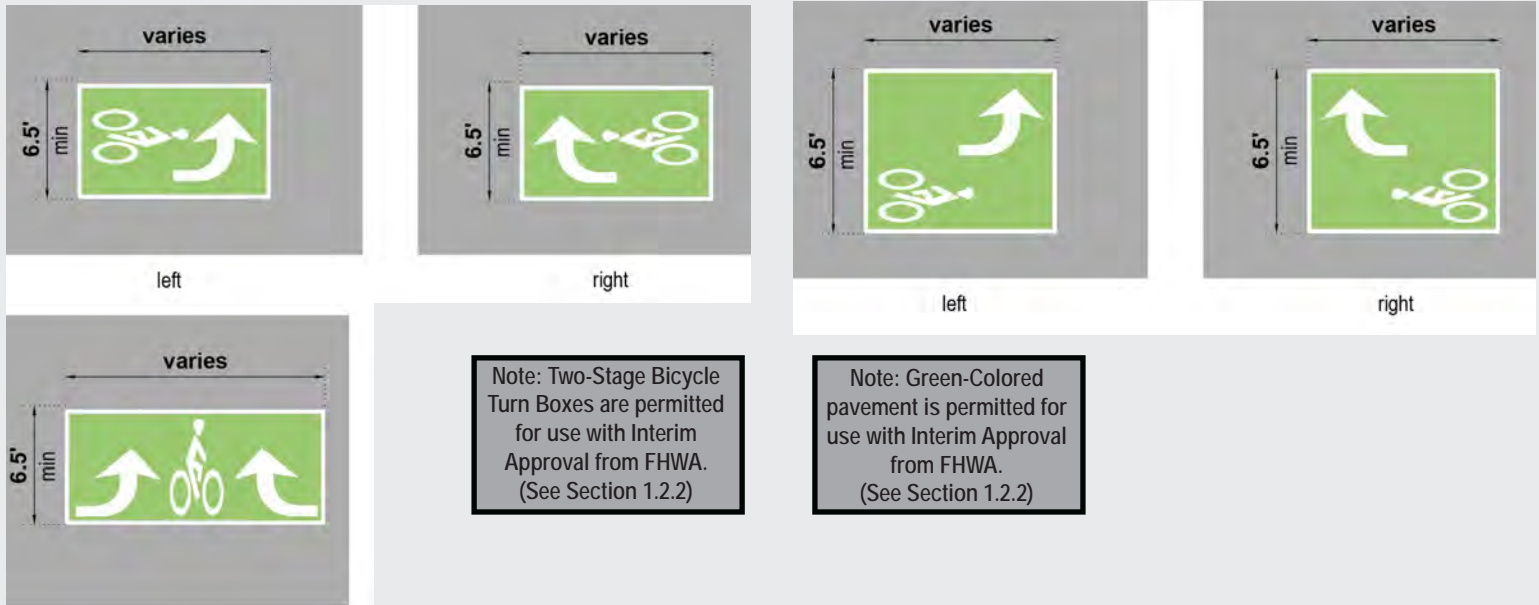 varies
6.5'
min
left
varies
6.5'
min
right
varies
6.5'
min
left
varies
6.5'
min
right
varies
6.5'
min
Note: Two-Stage Bicycle
Turn Boxes are permitted
for use with Interim
Approval from FHWA.
(See Section 1.2.2)
Note: Green-Colored
pavement is permitted for
use with Interim Approval
from FHWA.
(See Section 1.2.2)